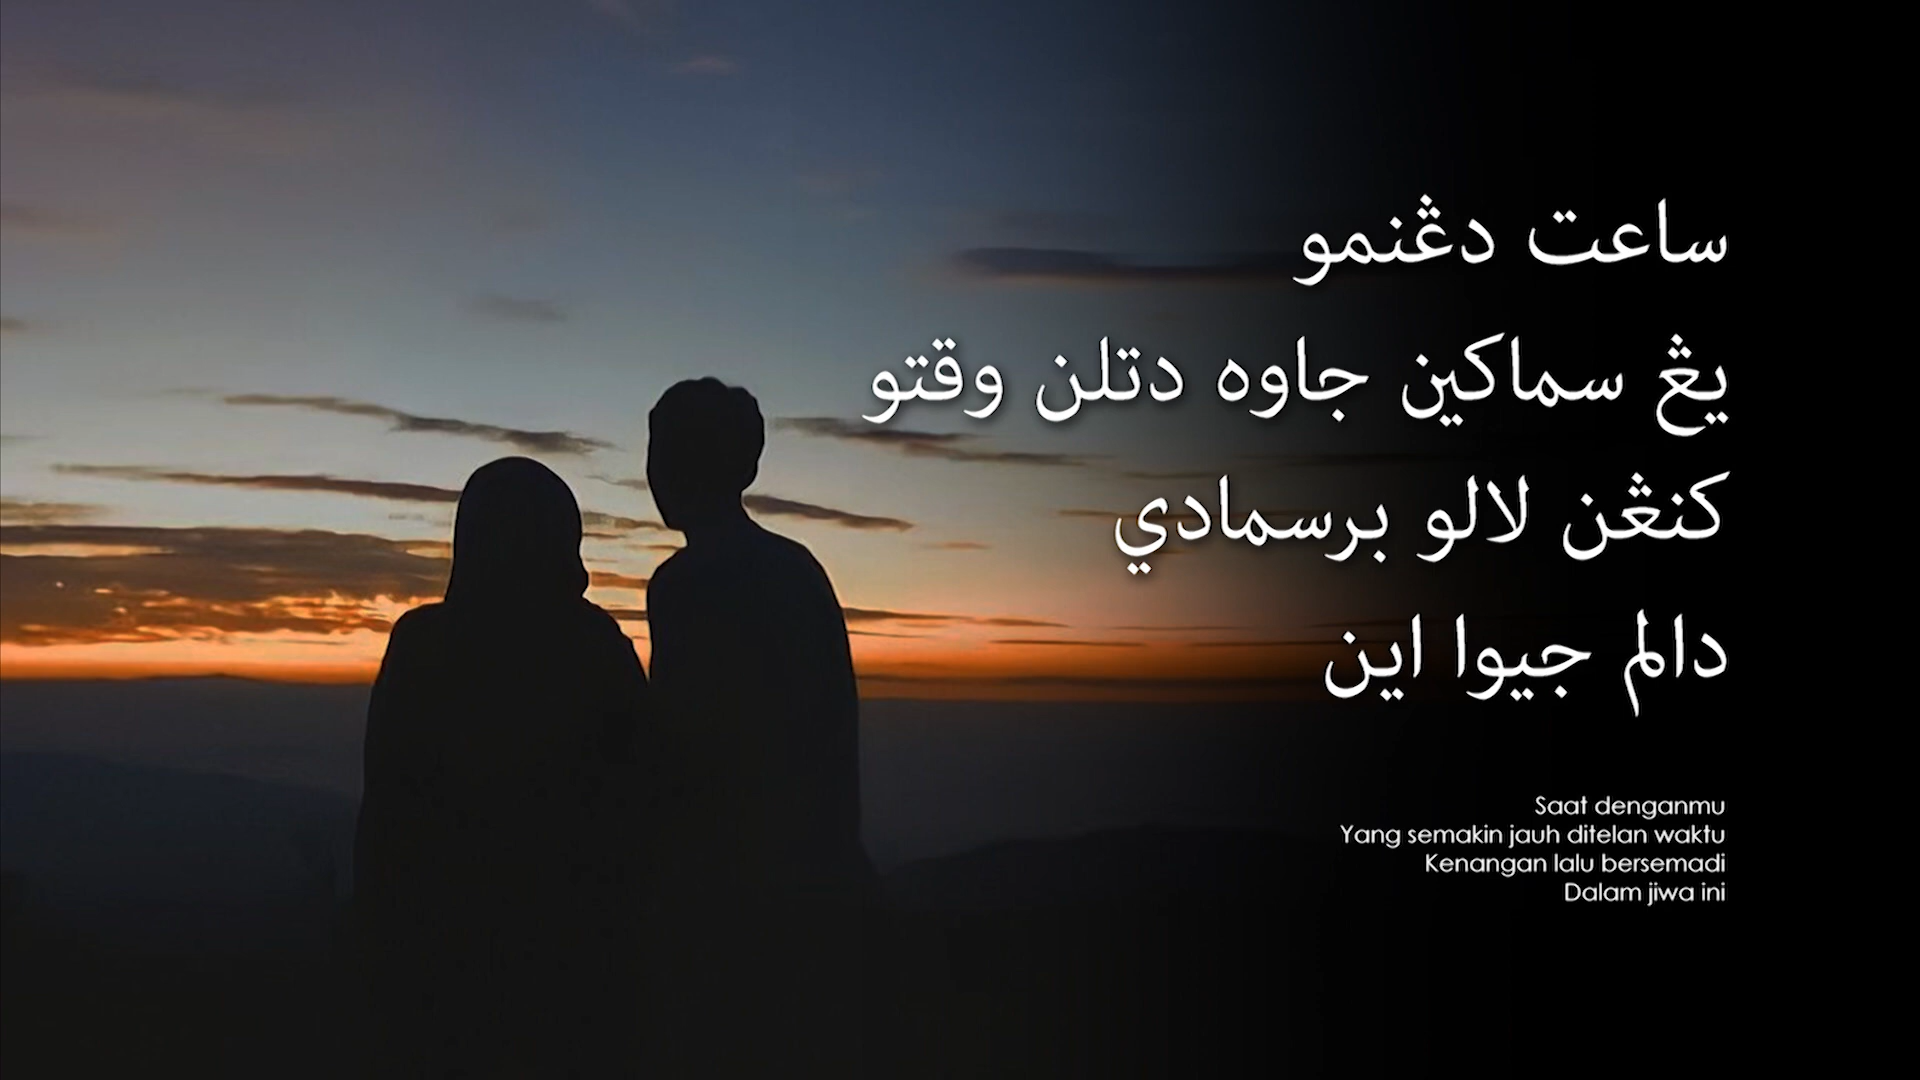 ساعت دڠنمو
يڠ سماكين جاوه دتلن وقتو
كنڠن لالو برسمادي
دالم جيوا اين
Saat denganmu
Yang semakin jauh ditelan waktu
Kenangan lalu bersemadi
Dalam jiwa ini